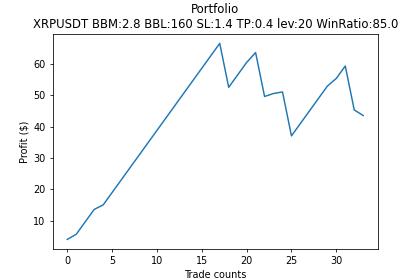 Portfolio
XRPUSDT BBM:2.8 BBL:160 SL:1.4 TP:0.4 lev:20 WinRatio:85.0
Profit ($)
60
50
40
30
20
10
0 5 10 15 20 25 30
Trade counts